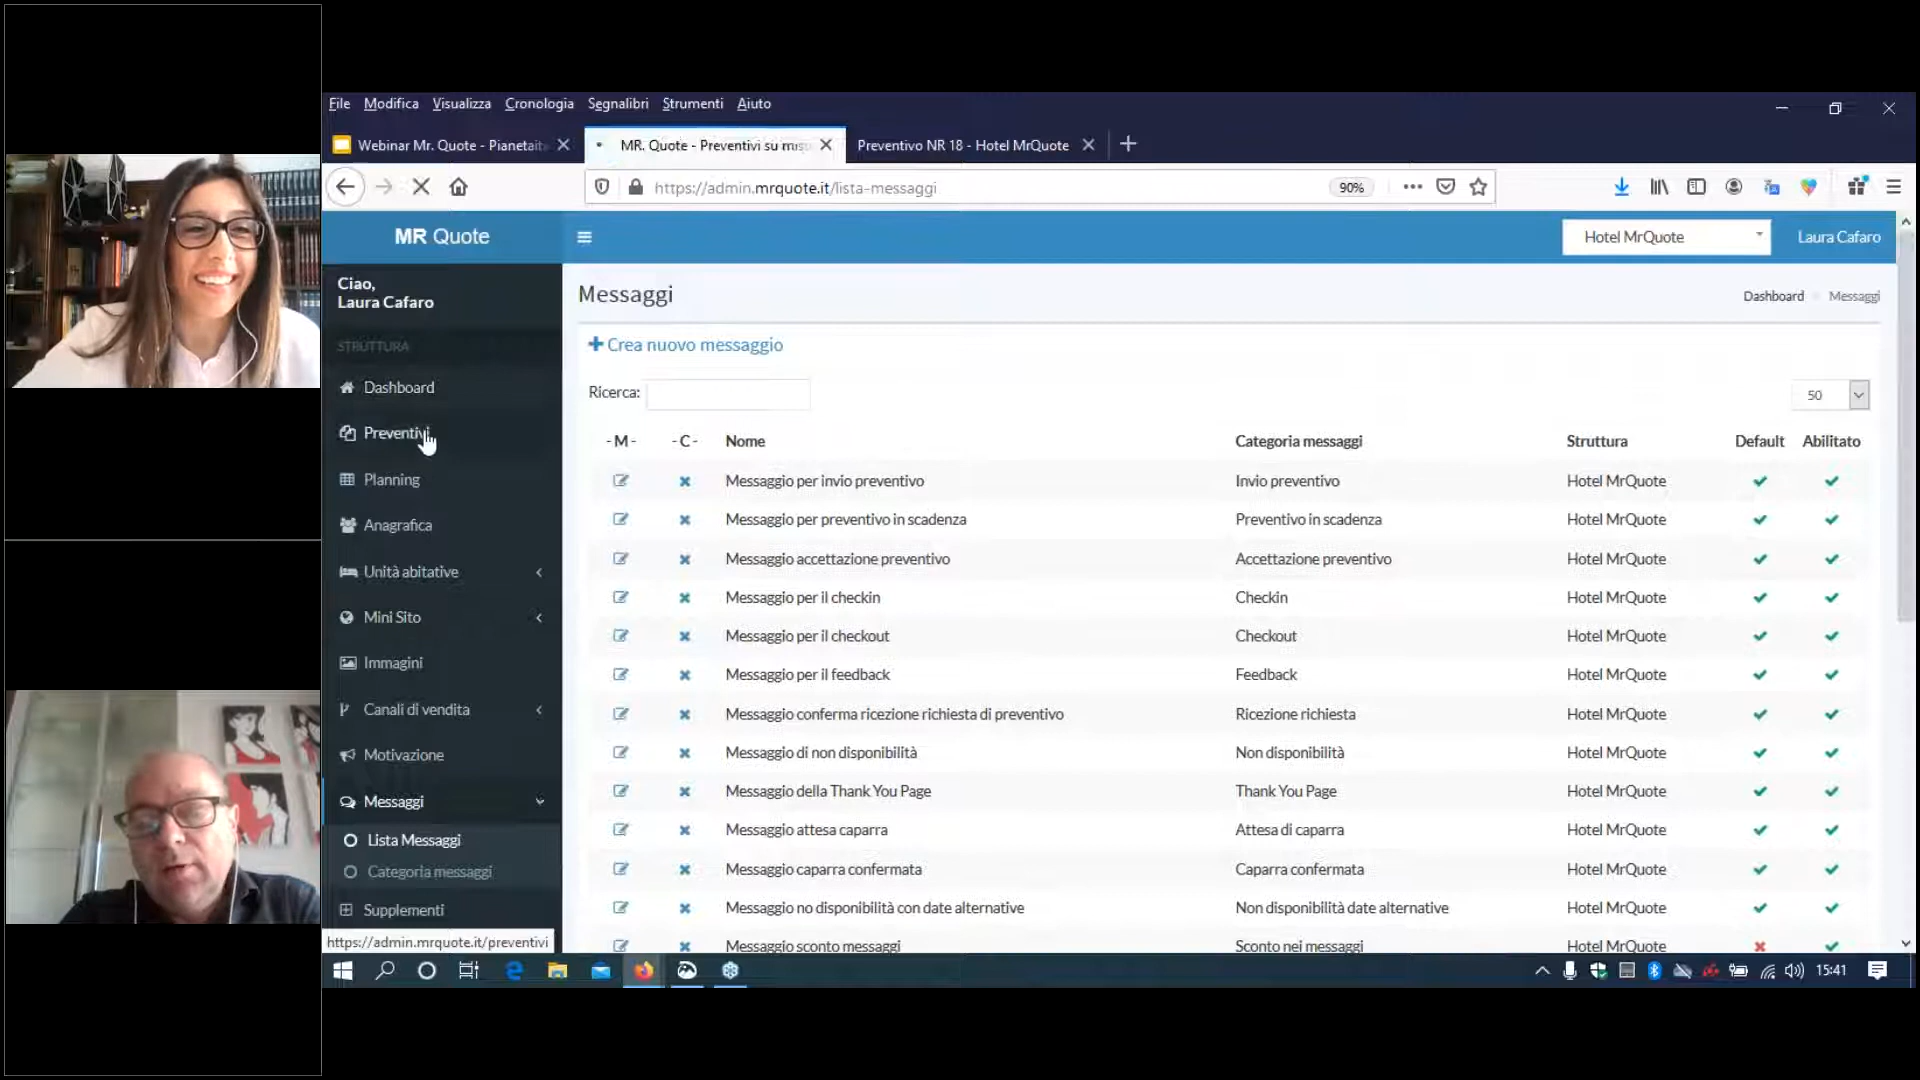 File Modifica Visualizza Cronologia Segnalibri Strumenti Aiuto
Webinar Mr. Quote - Pianetait
MR. Quote - Preventivi su mis
Preventivo NR 18 - Hotel MrQuote
https://admin.mrquote.it/lista-messaggi
90%
MR Quote
Hotel MrQuote
Laura Cafaro
Ciao,
Laura Cafaro
STRUTTURA
Dashboard
Preventivi
Planning
Anagrafica
Unità abitative
Mini Sito
Immagini
Canali di vendita
Motivazione
Messaggi
Lista Messaggi
Categoria messaggi
Supplementi
https://admin.mrquote.it/preventivi
Messaggi
Dashboard Messaggi
Crea nuovo messaggio
Ricerca:
50
- M - - C - Nome Categoria messaggi Struttura Default Abilitato
Messaggio per invio preventivo Invio preventivo Hotel MrQuote
Messaggio per preventivo in scadenza Preventivo in scadenza Hotel MrQuote
Messaggio accettazione preventivo Accettazione preventivo Hotel MrQuote
Messaggio per il checkin Checkin Hotel MrQuote
Messaggio per il checkout Checkout Hotel MrQuote
Messaggio per il feedback Feedback Hotel MrQuote
Messaggio conferma ricezione richiesta di preventivo Ricezione richiesta Hotel MrQuote
Messaggio di non disponibilità Non disponibilità Hotel MrQuote
Messaggio della Thank You Page Thank You Page Hotel MrQuote
Messaggio attesa caparra Attesa di caparra Hotel MrQuote
Messaggio caparra confermata Caparra confermata Hotel MrQuote
Messaggio no disponibilità con date alternative Non disponibilità date alternative Hotel MrQuote
Messaggio sconto messaggi Sconto nei messaggi Hotel MrQuote
15:41